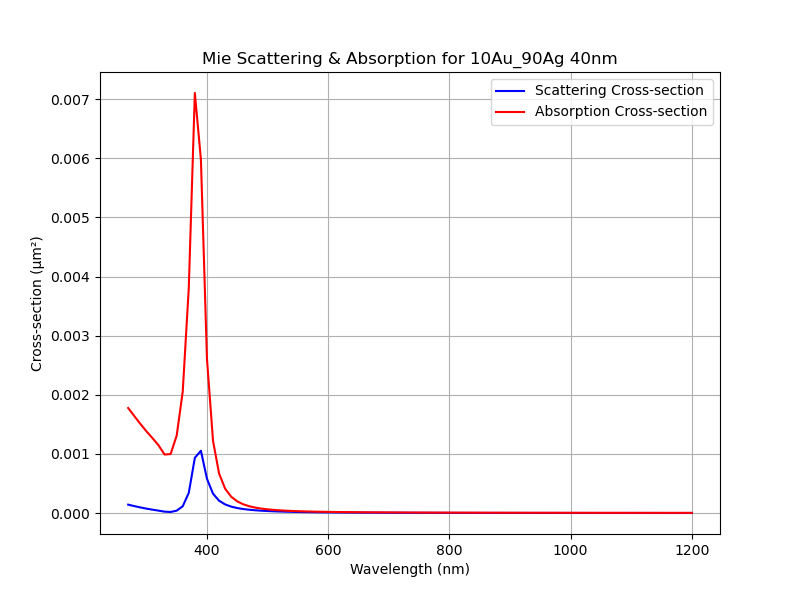 Mie Scattering & Absorption for 10Au_90Ag 40nm
Scattering Cross-section
Absorption Cross-section
Cross-section (μm²)
0.007
0.006
0.005
0.004
0.003
0.002
0.001
0.000
400 600 800 1000 1200
Wavelength (nm)